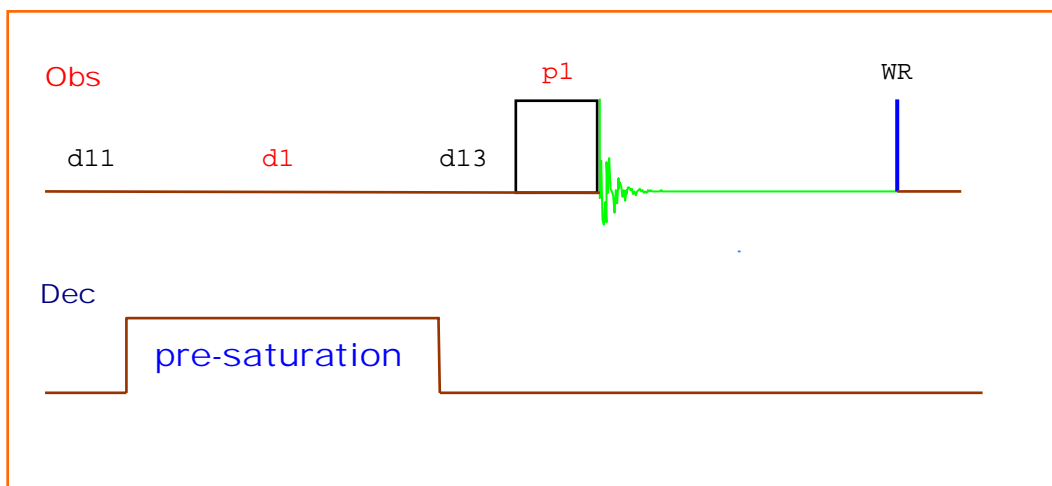 Obs
p1
WR
d11
d1
d13
Dec
pre-saturation